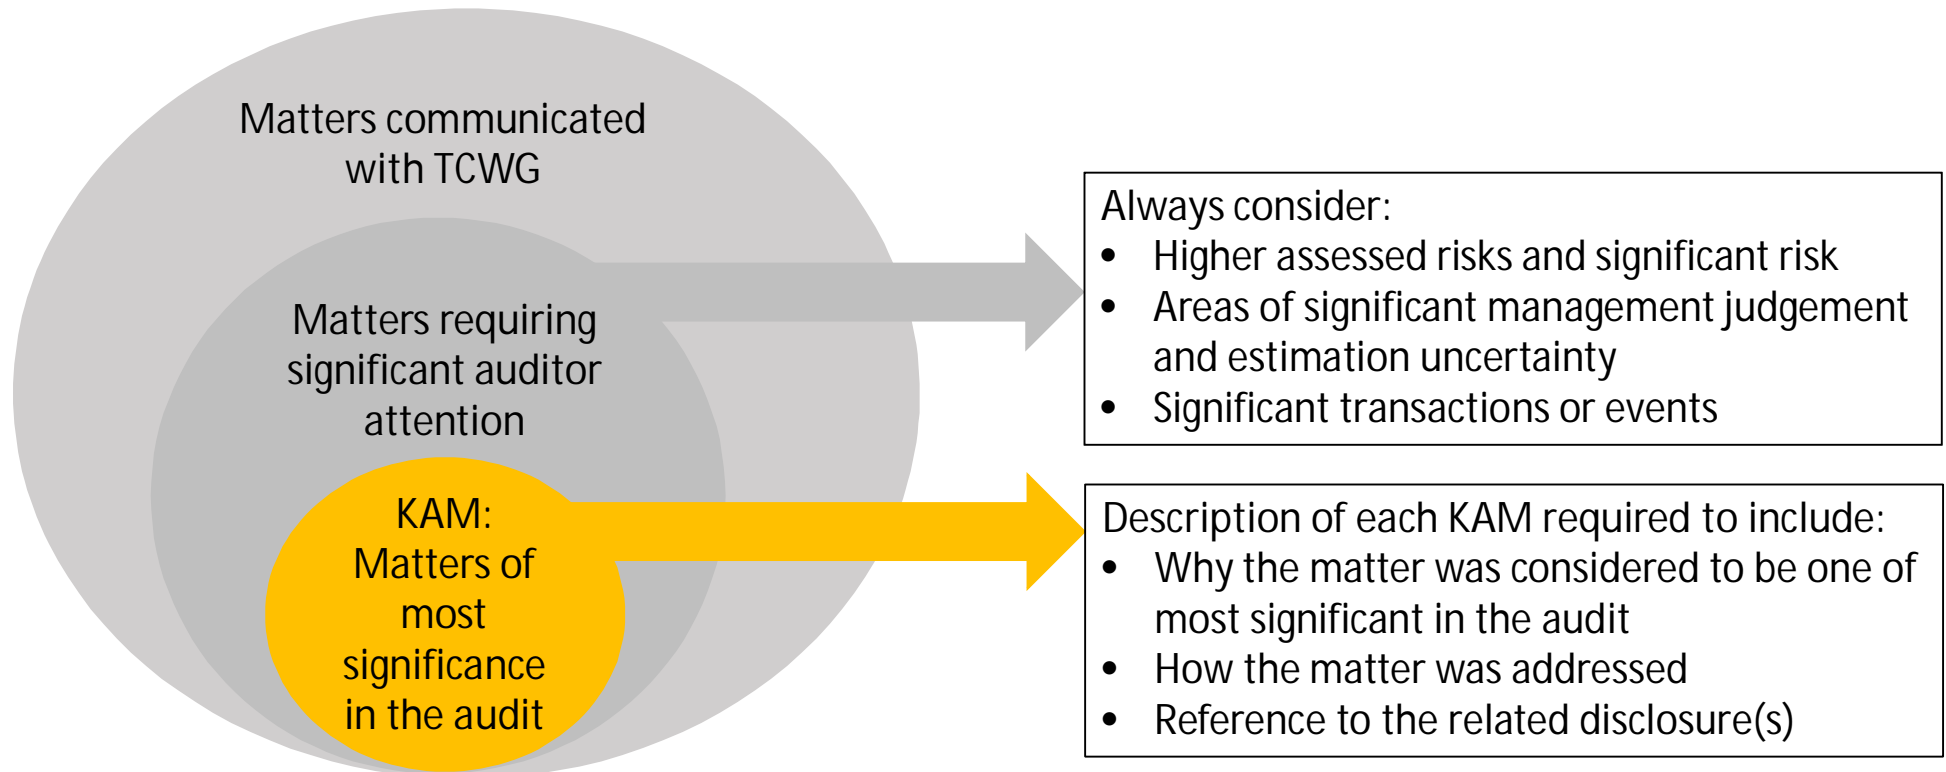 Matters communicated
with TCWG
Matters requiring
significant auditor
attention
KAM:
Matters of
most
significance
in the audit
Always consider:
• Higher assessed risks and significant risk
• Areas of significant management judgement
and estimation uncertainty
• Significant transactions or events
Description of each KAM required to include:
• Why the matter was considered to be one of
most significant in the audit
• How the matter was addressed
• Reference to the related disclosure(s)